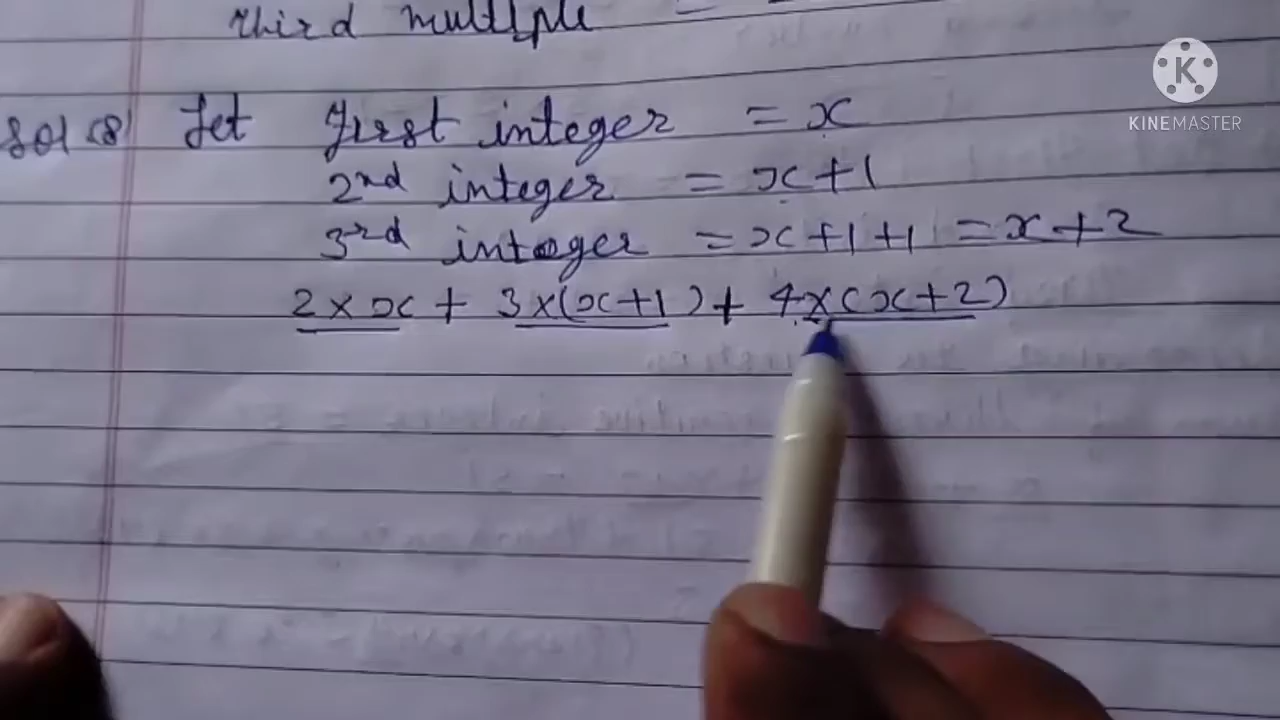 third multiple =
KINEMASTER
Sol (8) Let first integer = x
2nd integer = x+1
3rd integer = x+1+1 = x+2
2 × x + 3 ×(x+1) + 4×(x+2)